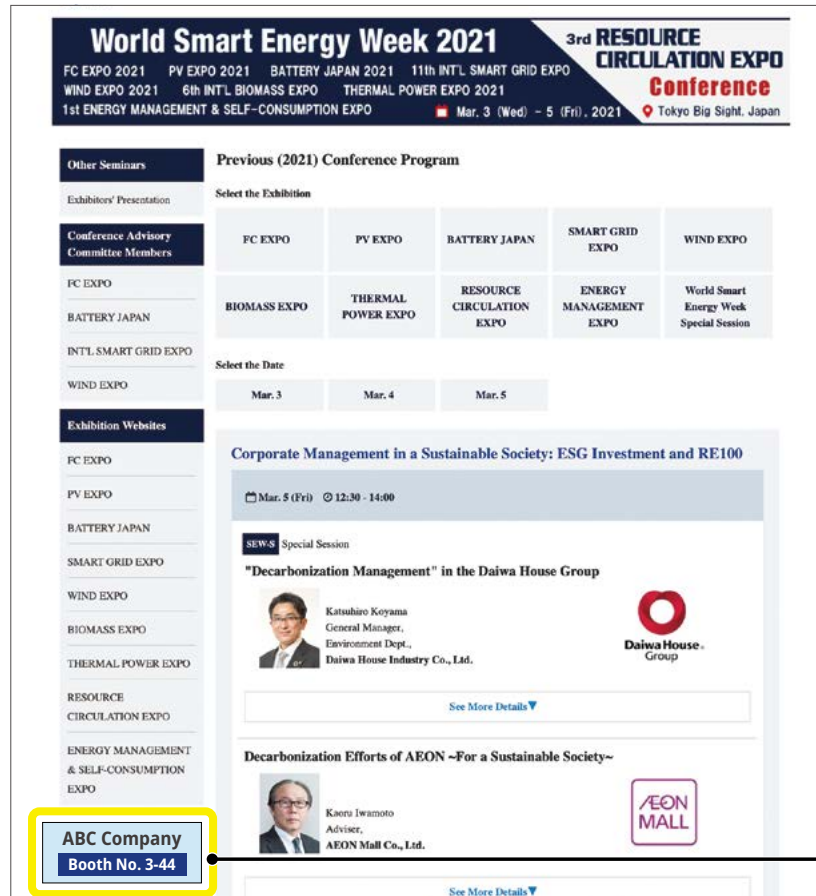 World Smart Energy Week 2021
FC EXPO 2021 PV EXPO 2021 BATTERY JAPAN 2021 11th INT'L SMART GRID EXPO
WIND EXPO 2021 6th INT'L BIOMASS EXPO THERMAL POWER EXPO 2021
1st ENERGY MANAGEMENT & SELF-CONSUMPTION EXPO Mar. 3 (Wed) - 5 (Fri), 2021
3rd RESOURCE
CIRCULATION EXPO
Conference
Tokyo Big Sight, Japan
Other Seminars
Exhibitors' Presentation
Conference Advisory
Committee Members
FC EXPO
BATTERY JAPAN
INT'L SMART GRID EXPO
WIND EXPO
Exhibition Websites
FC EXPO
PV EXPO
BATTERY JAPAN
SMART GRID EXPO
WIND EXPO
BIOMASS EXPO
THERMAL POWER EXPO
RESOURCE
CIRCULATION EXPO
ENERGY MANAGEMENT
& SELF-CONSUMPTION
EXPO
ABC Company
Booth No. 3-44
Previous (2021) Conference Program
Select the Exhibition
FC EXPO
PV EXPO
BATTERY JAPAN
SMART GRID
EXPO
WIND EXPO
BIOMASS EXPO
THERMAL
POWER EXPO
RESOURCE
CIRCULATION
EXPO
ENERGY
MANAGEMENT
EXPO
World Smart
Energy Week
Special Session
Select the Date
Mar. 3
Mar. 4
Mar. 5
Corporate Management in a Sustainable Society: ESG Investment and RE100
Mar. 5 (Fri) 12:30 - 14:00
SEW-S Special Session
"Decarbonization Management" in the Daiwa House Group
Katsuhiro Koyama
General Manager,
Environment Dept.,
Daiwa House Industry Co., Ltd.
Daiwa House
Group
See More Details▼
Decarbonization Efforts of AEON ~For a Sustainable Society~
Kaoru Iwamoto
Adviser,
AEON Mall Co., Ltd.
ÆON
MALL
See More Details▼